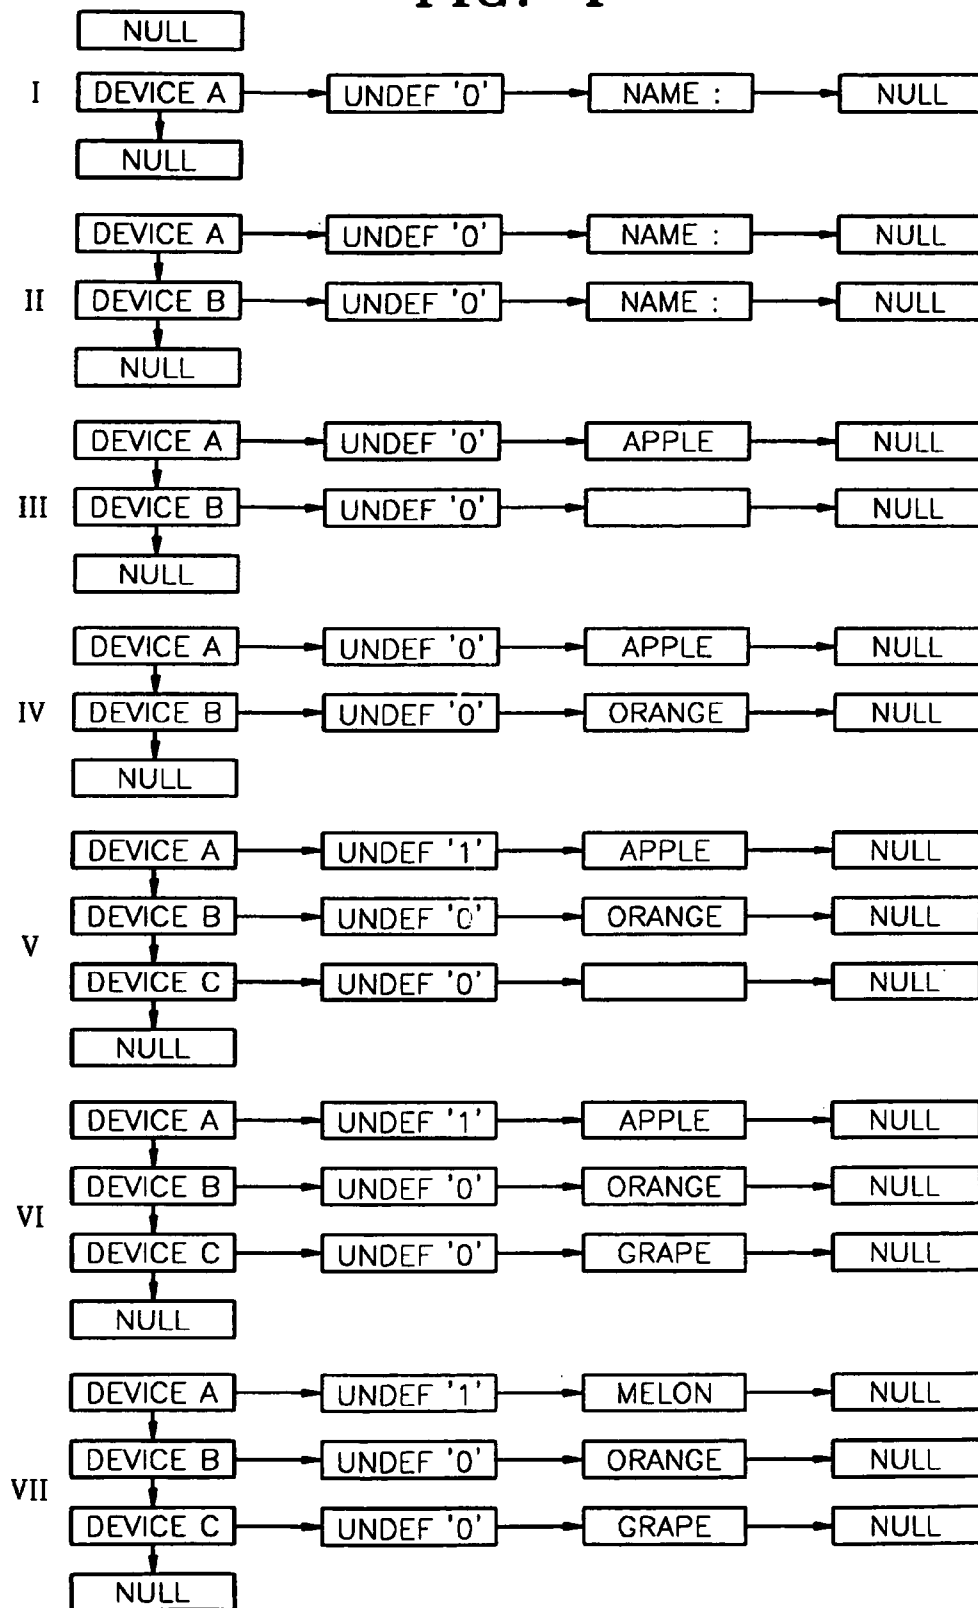 NULL
I DEVICE A UNDEF '0' NAME : NULL
NULL
DEVICE A UNDEF '0' NAME : NULL
II DEVICE B UNDEF '0' NAME : NULL
NULL
DEVICE A UNDEF '0' APPLE NULL
III DEVICE B UNDEF '0' NULL
NULL
DEVICE A UNDEF '0' APPLE NULL
IV DEVICE B UNDEF '0' ORANGE NULL
NULL
DEVICE A UNDEF '1' APPLE NULL
DEVICE B UNDEF '0' ORANGE NULL
V
DEVICE C UNDEF '0' NULL
NULL
DEVICE A UNDEF '1' APPLE NULL
DEVICE B UNDEF '0' ORANGE NULL
VI
DEVICE C UNDEF '0' GRAPE NULL
NULL
DEVICE A UNDEF '1' MELON NULL
DEVICE B UNDEF '0' ORANGE NULL
VII
DEVICE C UNDEF '0' GRAPE NULL
NULL